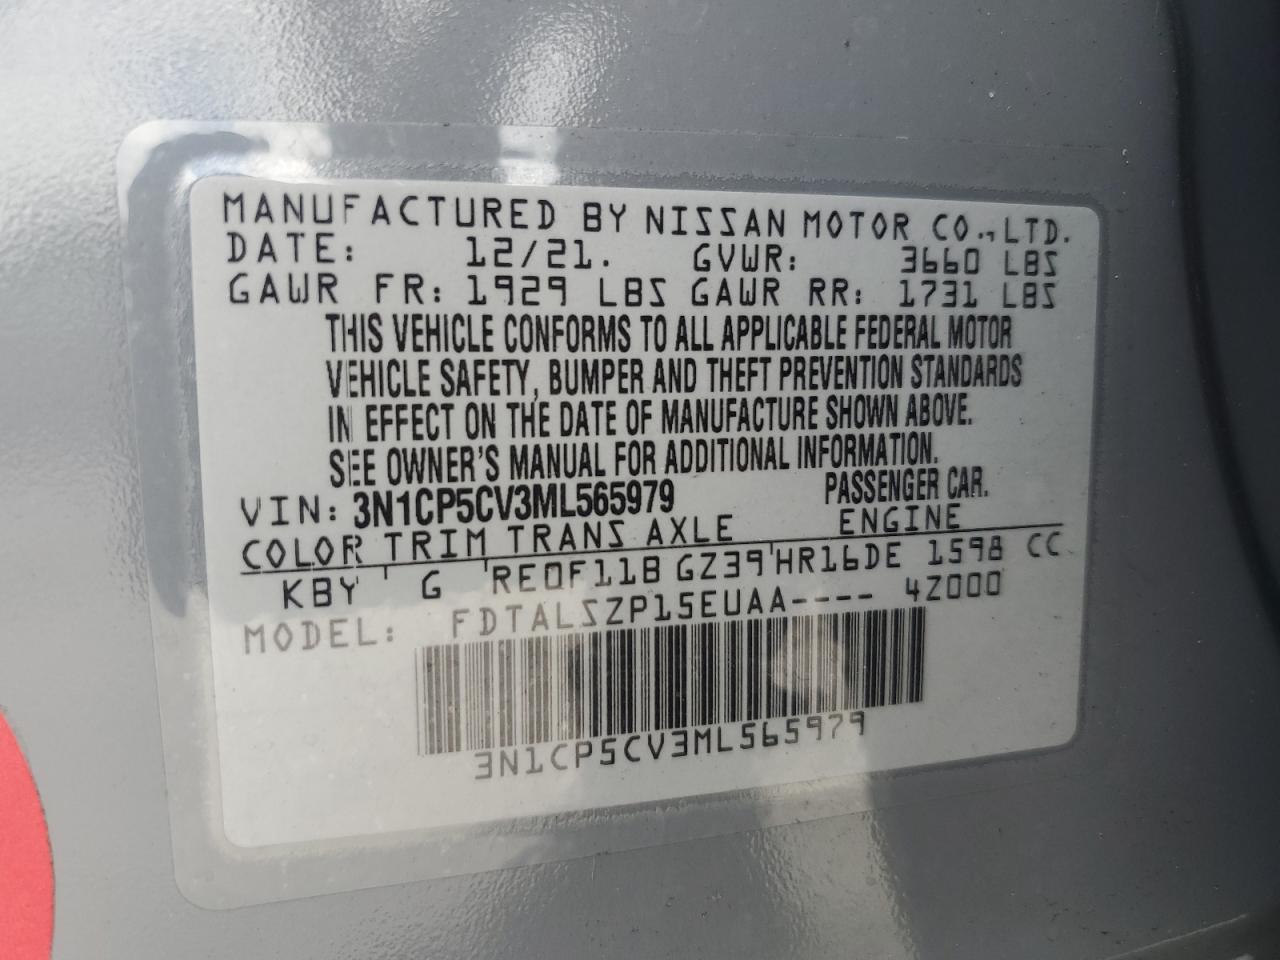 MANUFACTURED BY NISSAN MOTOR CO.,LTD.
DATE: 12/21. GVWR: 3660 LBS
GAWR FR: 1929 LBS GAWR RR: 1731 LBS
THIS VEHICLE CONFORMS TO ALL APPLICABLE FEDERAL MOTOR
VEHICLE SAFETY, BUMPER AND THEFT PREVENTION STANDARDS
IN EFFECT ON THE DATE OF MANUFACTURE SHOWN ABOVE.
SEE OWNER'S MANUAL FOR ADDITIONAL INFORMATION.
VIN: 3N1CP5CV3ML565979 PASSENGER CAR.
COLOR TRIM TRANS AXLE ENGINE
KBY G RE0F11B GZ39 HR16DE 1598 CC
MODEL: FDTALSZP15EUAA---- 4Z000
3N1CP5CV3ML565979